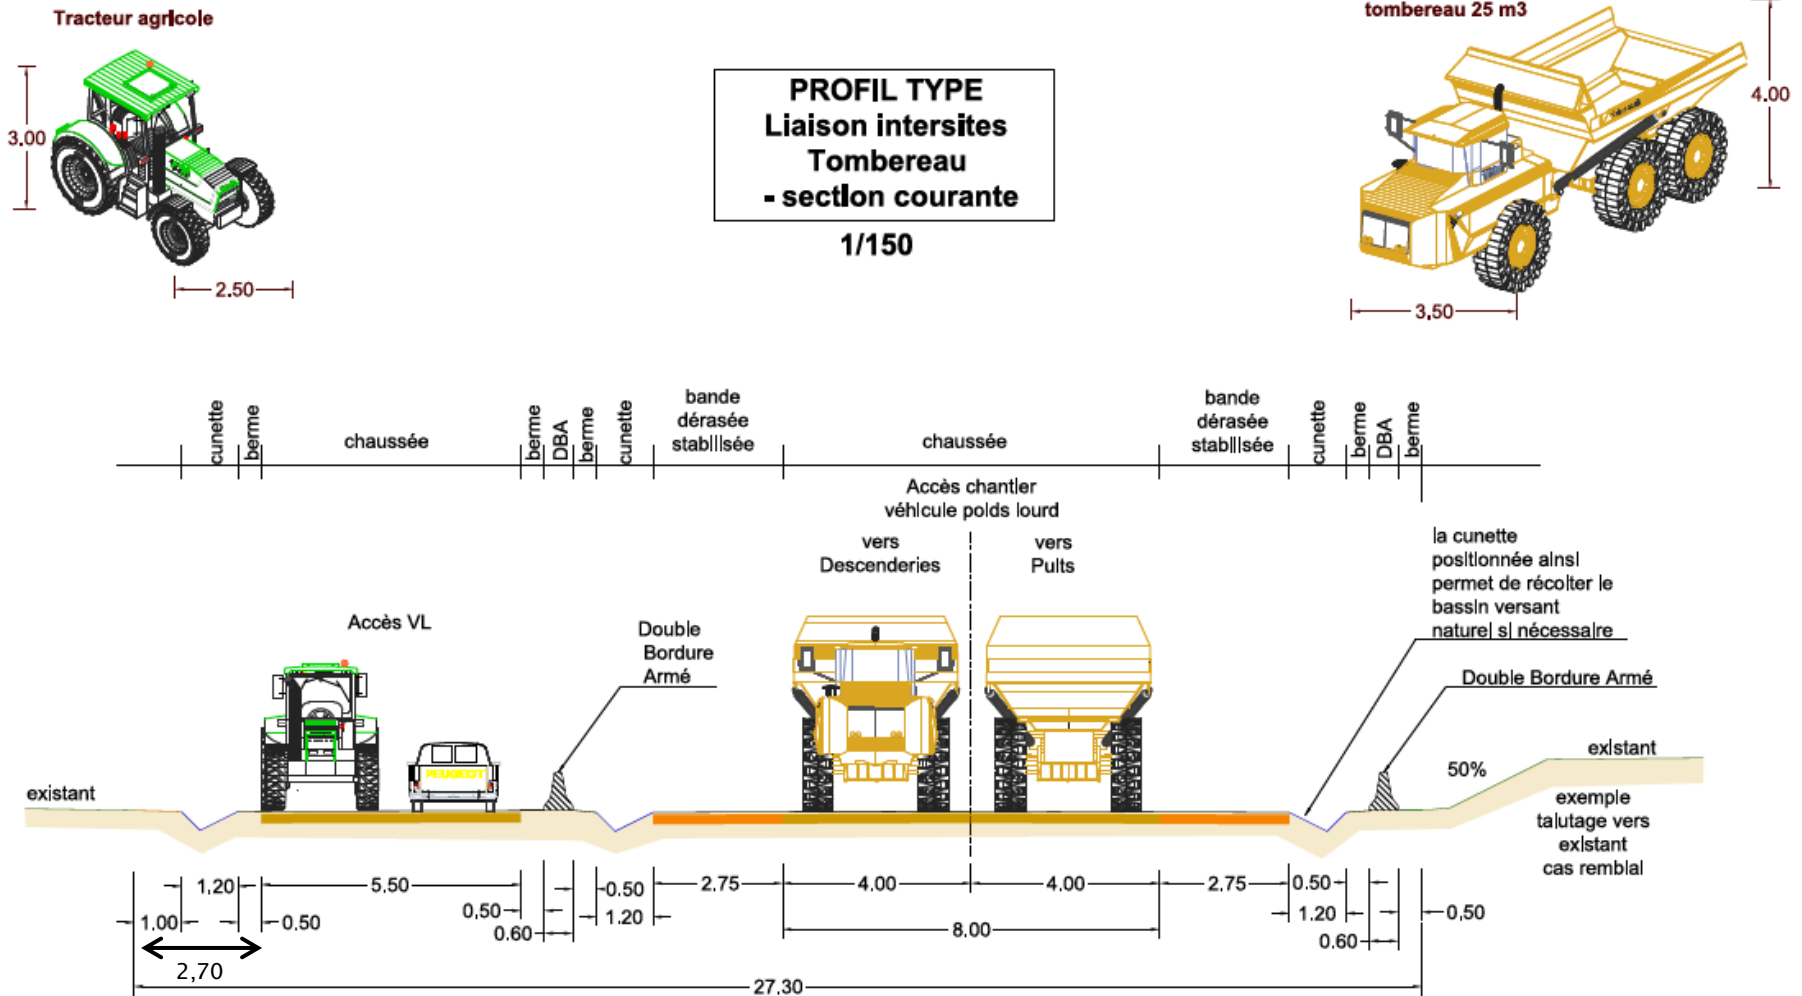 Tracteur agricole
3.00
2.50
PROFIL TYPE
Liaison intersites
Tombereau
- section courante
1/150
tombereau 25 m3
4.00
3.50
cunette
berme
chaussée
berme
DBA
berme
cunette
bande
dérasée
stabilisée
chaussée
bande
dérasée
stabilisée
cunette
berme
DBA
berme
Accès chantier
véhicule poids lourd
vers
Descenderies
vers
Puits
Accès VL
Double
Bordure
Armé
la cunette
positionnée ainsi
permet de récolter le
bassin versant
naturel si nécessaire
Double Bordure Armé
PEUGEOT
existant
existant
50%
exemple
talutage vers
existant
cas remblai
1.20
5.50
0.50
2.75
4.00
4.00
2.75
0.50
1.00
0.50
0.50
1.20
1.20
0.50
0.60
8.00
0.60
2,70
27.30